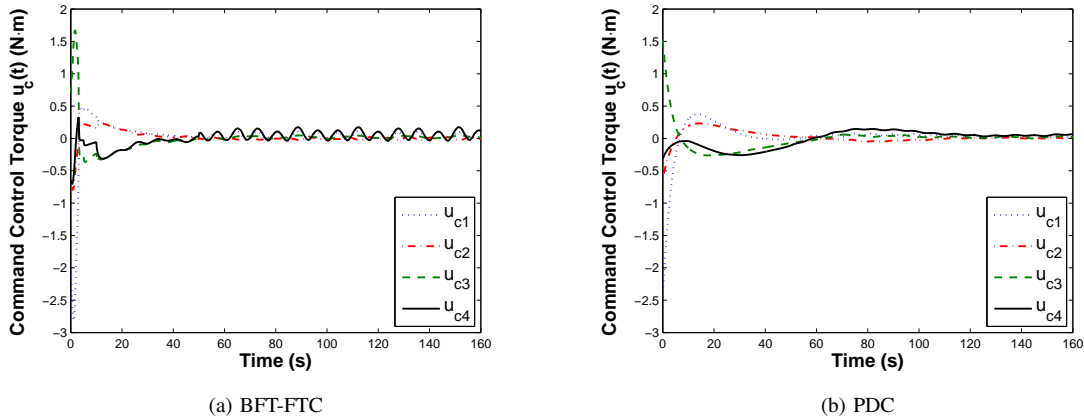 2
1.5
1
0.5
0
−0.5
−1
−1.5
−2
−2.5
−3
Command Control Torque u_c(t) (N·m)
0 20 40 60 80 100 120 140 160
Time (s)
u_c1
u_c2
u_c3
u_c4
(a) BFT-FTC
2
1.5
1
0.5
0
−0.5
−1
−1.5
−2
−2.5
−3
Command Control Torque u_c(t) (N·m)
0 20 40 60 80 100 120 140 160
Time (s)
u_c1
u_c2
u_c3
u_c4
(b) PDC